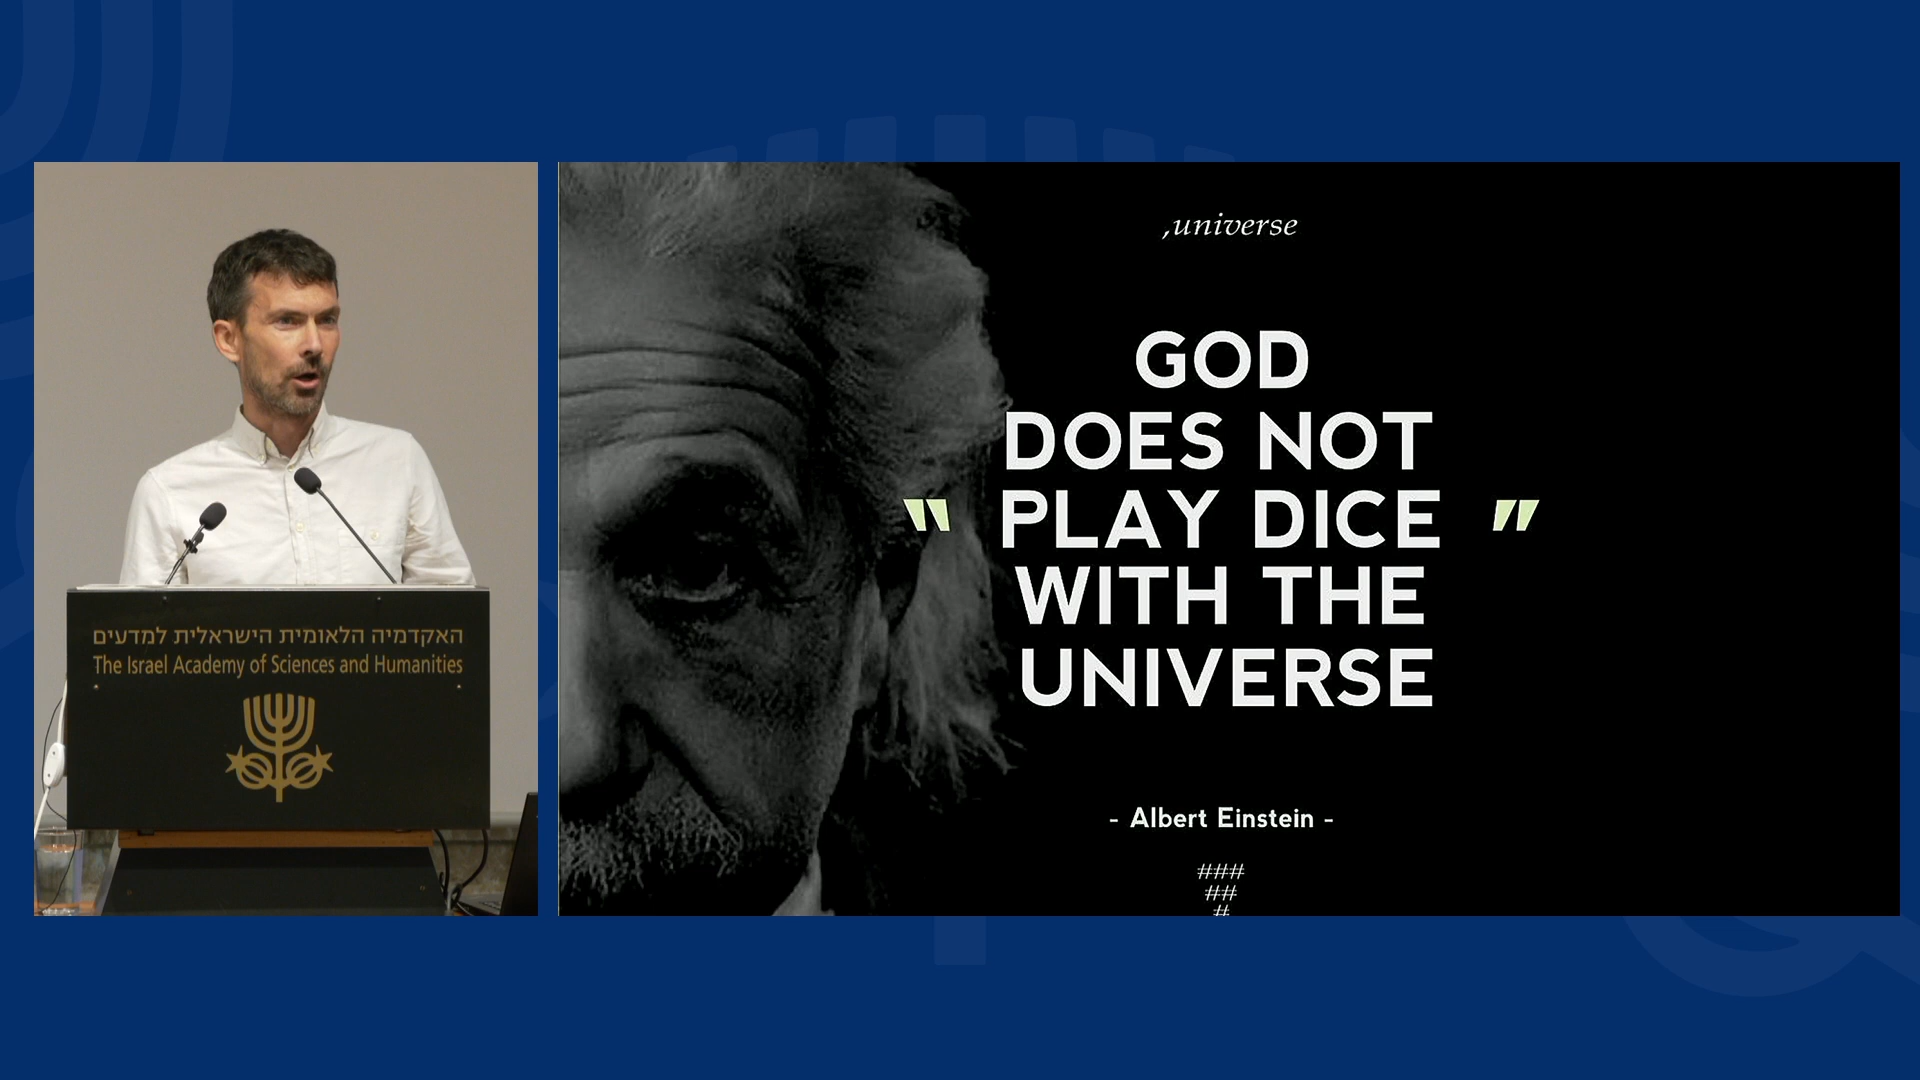 האקדמיה הלאומית הישראלית למדעים
The Israel Academy of Sciences and Humanities
,universe
GOD
DOES NOT
“ PLAY DICE ”
WITH THE
UNIVERSE
- Albert Einstein -
###
##
#